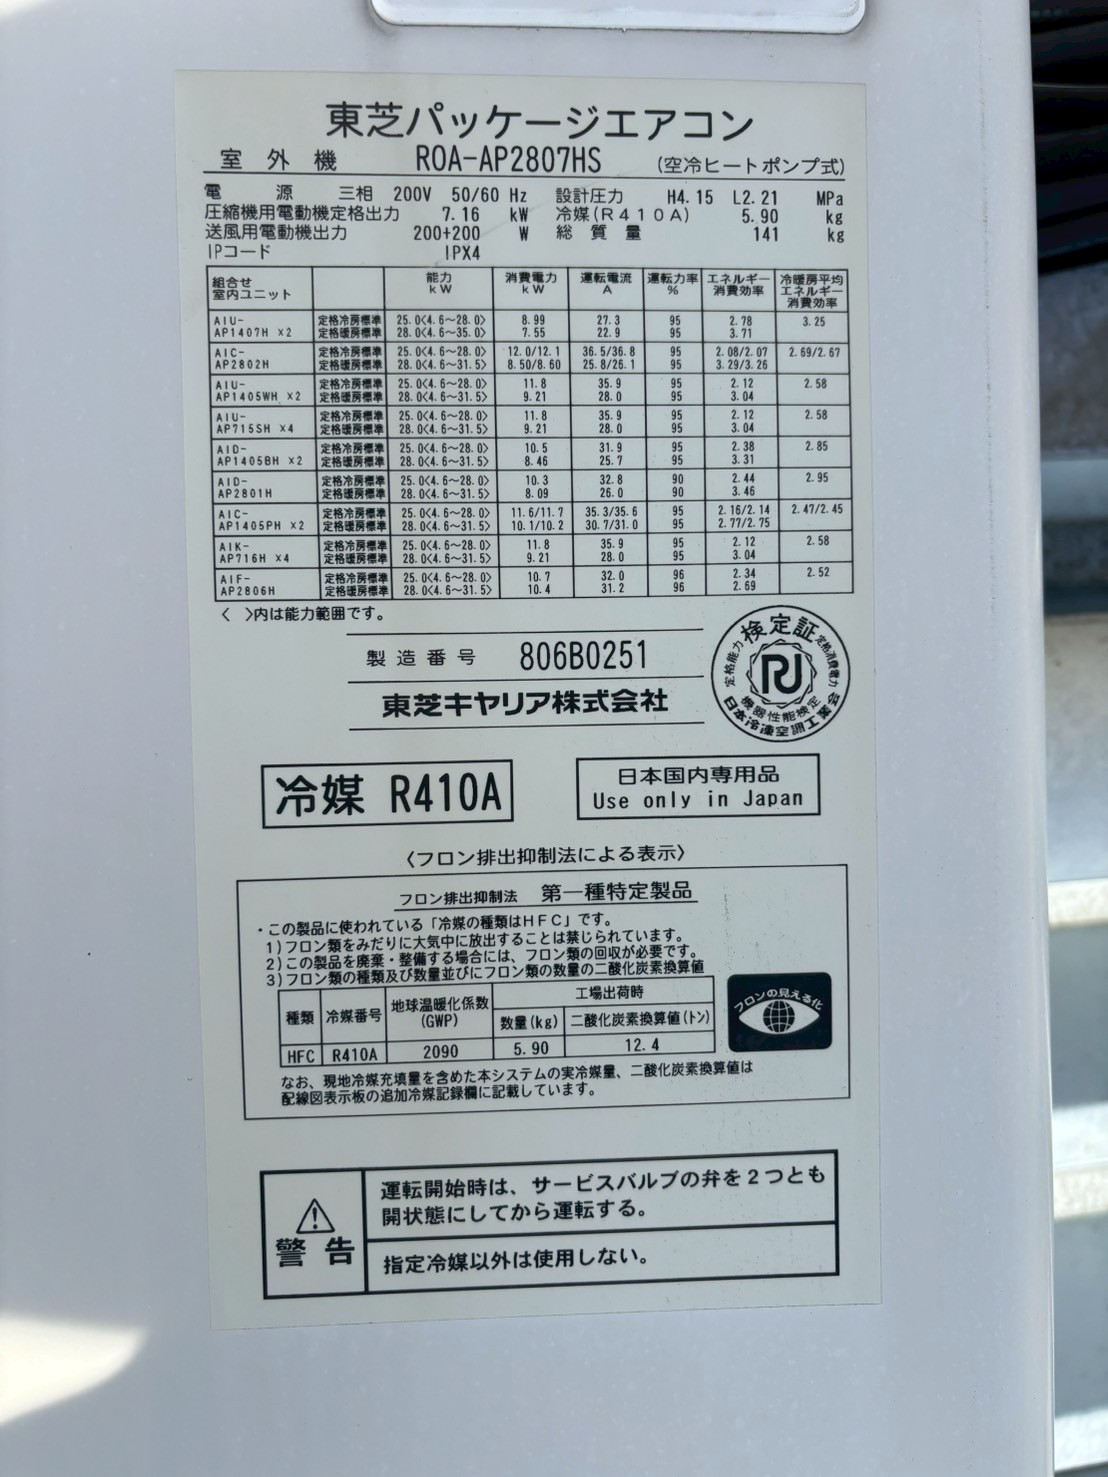 東芝パッケージエアコン
室外機 ROA-AP2807HS (空冷ヒートポンプ式)
電源 三相 200V 50/60 Hz 設計圧力 H4.15 L2.21 MPa
圧縮機用電動機定格出力 7.16 kW 冷媒(R410A) 5.90 kg
送風用電動機出力 200+200 W 総質量 141 kg
IPコード IPX4
組合せ室内ユニット 能力 kW 消費電力 kW 運転電流 A 運転力率 % エネルギー消費効率 冷暖房平均エネルギー消費効率
AIU- 定格冷房標準 25.0<4.6~28.0> 8.99 27.3 95 2.78 3.25
AP1407H ×2 定格暖房標準 28.0<4.6~35.0> 7.55 22.9 95 3.71
AIC- 定格冷房標準 25.0<4.6~28.0> 12.0/12.1 36.5/36.8 95 2.08/2.07 2.69/2.67
AP2802H 定格暖房標準 28.0<4.6~31.5> 8.50/8.60 25.8/26.1 95 3.29/3.26
AIU- 定格冷房標準 25.0<4.6~28.0> 11.8 35.9 95 2.12 2.58
AP1405WH ×2 定格暖房標準 28.0<4.6~31.5> 9.21 28.0 95 3.04
AIU- 定格冷房標準 25.0<4.6~28.0> 11.8 35.9 95 2.12 2.58
AP715SH ×4 定格暖房標準 28.0<4.6~31.5> 9.21 28.0 95 3.04
AID- 定格冷房標準 25.0<4.6~28.0> 10.5 31.9 95 2.38 2.85
AP1405BH ×2 定格暖房標準 28.0<4.6~31.5> 8.46 25.7 95 3.31
AID- 定格冷房標準 25.0<4.6~28.0> 10.3 32.8 90 2.44 2.95
AP2801H 定格暖房標準 28.0<4.6~31.5> 8.09 26.0 90 3.46
AIC- 定格冷房標準 25.0<4.6~28.0> 11.6/11.7 35.3/35.6 95 2.16/2.14 2.47/2.45
AP1405PH ×2 定格暖房標準 28.0<4.6~31.5> 10.1/10.2 30.7/31.0 95 2.77/2.75
AIK- 定格冷房標準 25.0<4.6~28.0> 11.8 35.9 95 2.12 2.58
AP716H ×4 定格暖房標準 28.0<4.6~31.5> 9.21 28.0 95 3.04
AIF- 定格冷房標準 25.0<4.6~28.0> 10.7 32.0 96 2.34 2.52
AP2806H 定格暖房標準 28.0<4.6~31.5> 10.4 31.2 96 2.69
< >内は能力範囲です。
製造番号 806B0251
東芝キヤリア株式会社
検定証
定格能力 定格消費電力
機器性能検定
日本冷凍空調工業会
冷媒 R410A
日本国内専用品
Use only in Japan
〈フロン排出抑制法による表示〉
フロン排出抑制法 第一種特定製品
・この製品に使われている「冷媒の種類はHFC」です。
1)フロン類をみだりに大気中に放出することは禁じられています。
2)この製品を廃棄・整備する場合には、フロン類の回収が必要です。
3)フロン類の種類及び数量並びにフロン類の数量の二酸化炭素換算値
種類 冷媒番号 地球温暖化係数(GWP) 工場出荷時
数量(kg) 二酸化炭素換算値(トン)
HFC R410A 2090 5.90 12.4
フロンの見える化
なお、現地冷媒充填量を含めた本システムの実冷媒量、二酸化炭素換算値は
配線図表示板の追加冷媒記録欄に記載しています。
警告
運転開始時は、サービスバルブの弁を2つとも
開状態にしてから運転する。
指定冷媒以外は使用しない。